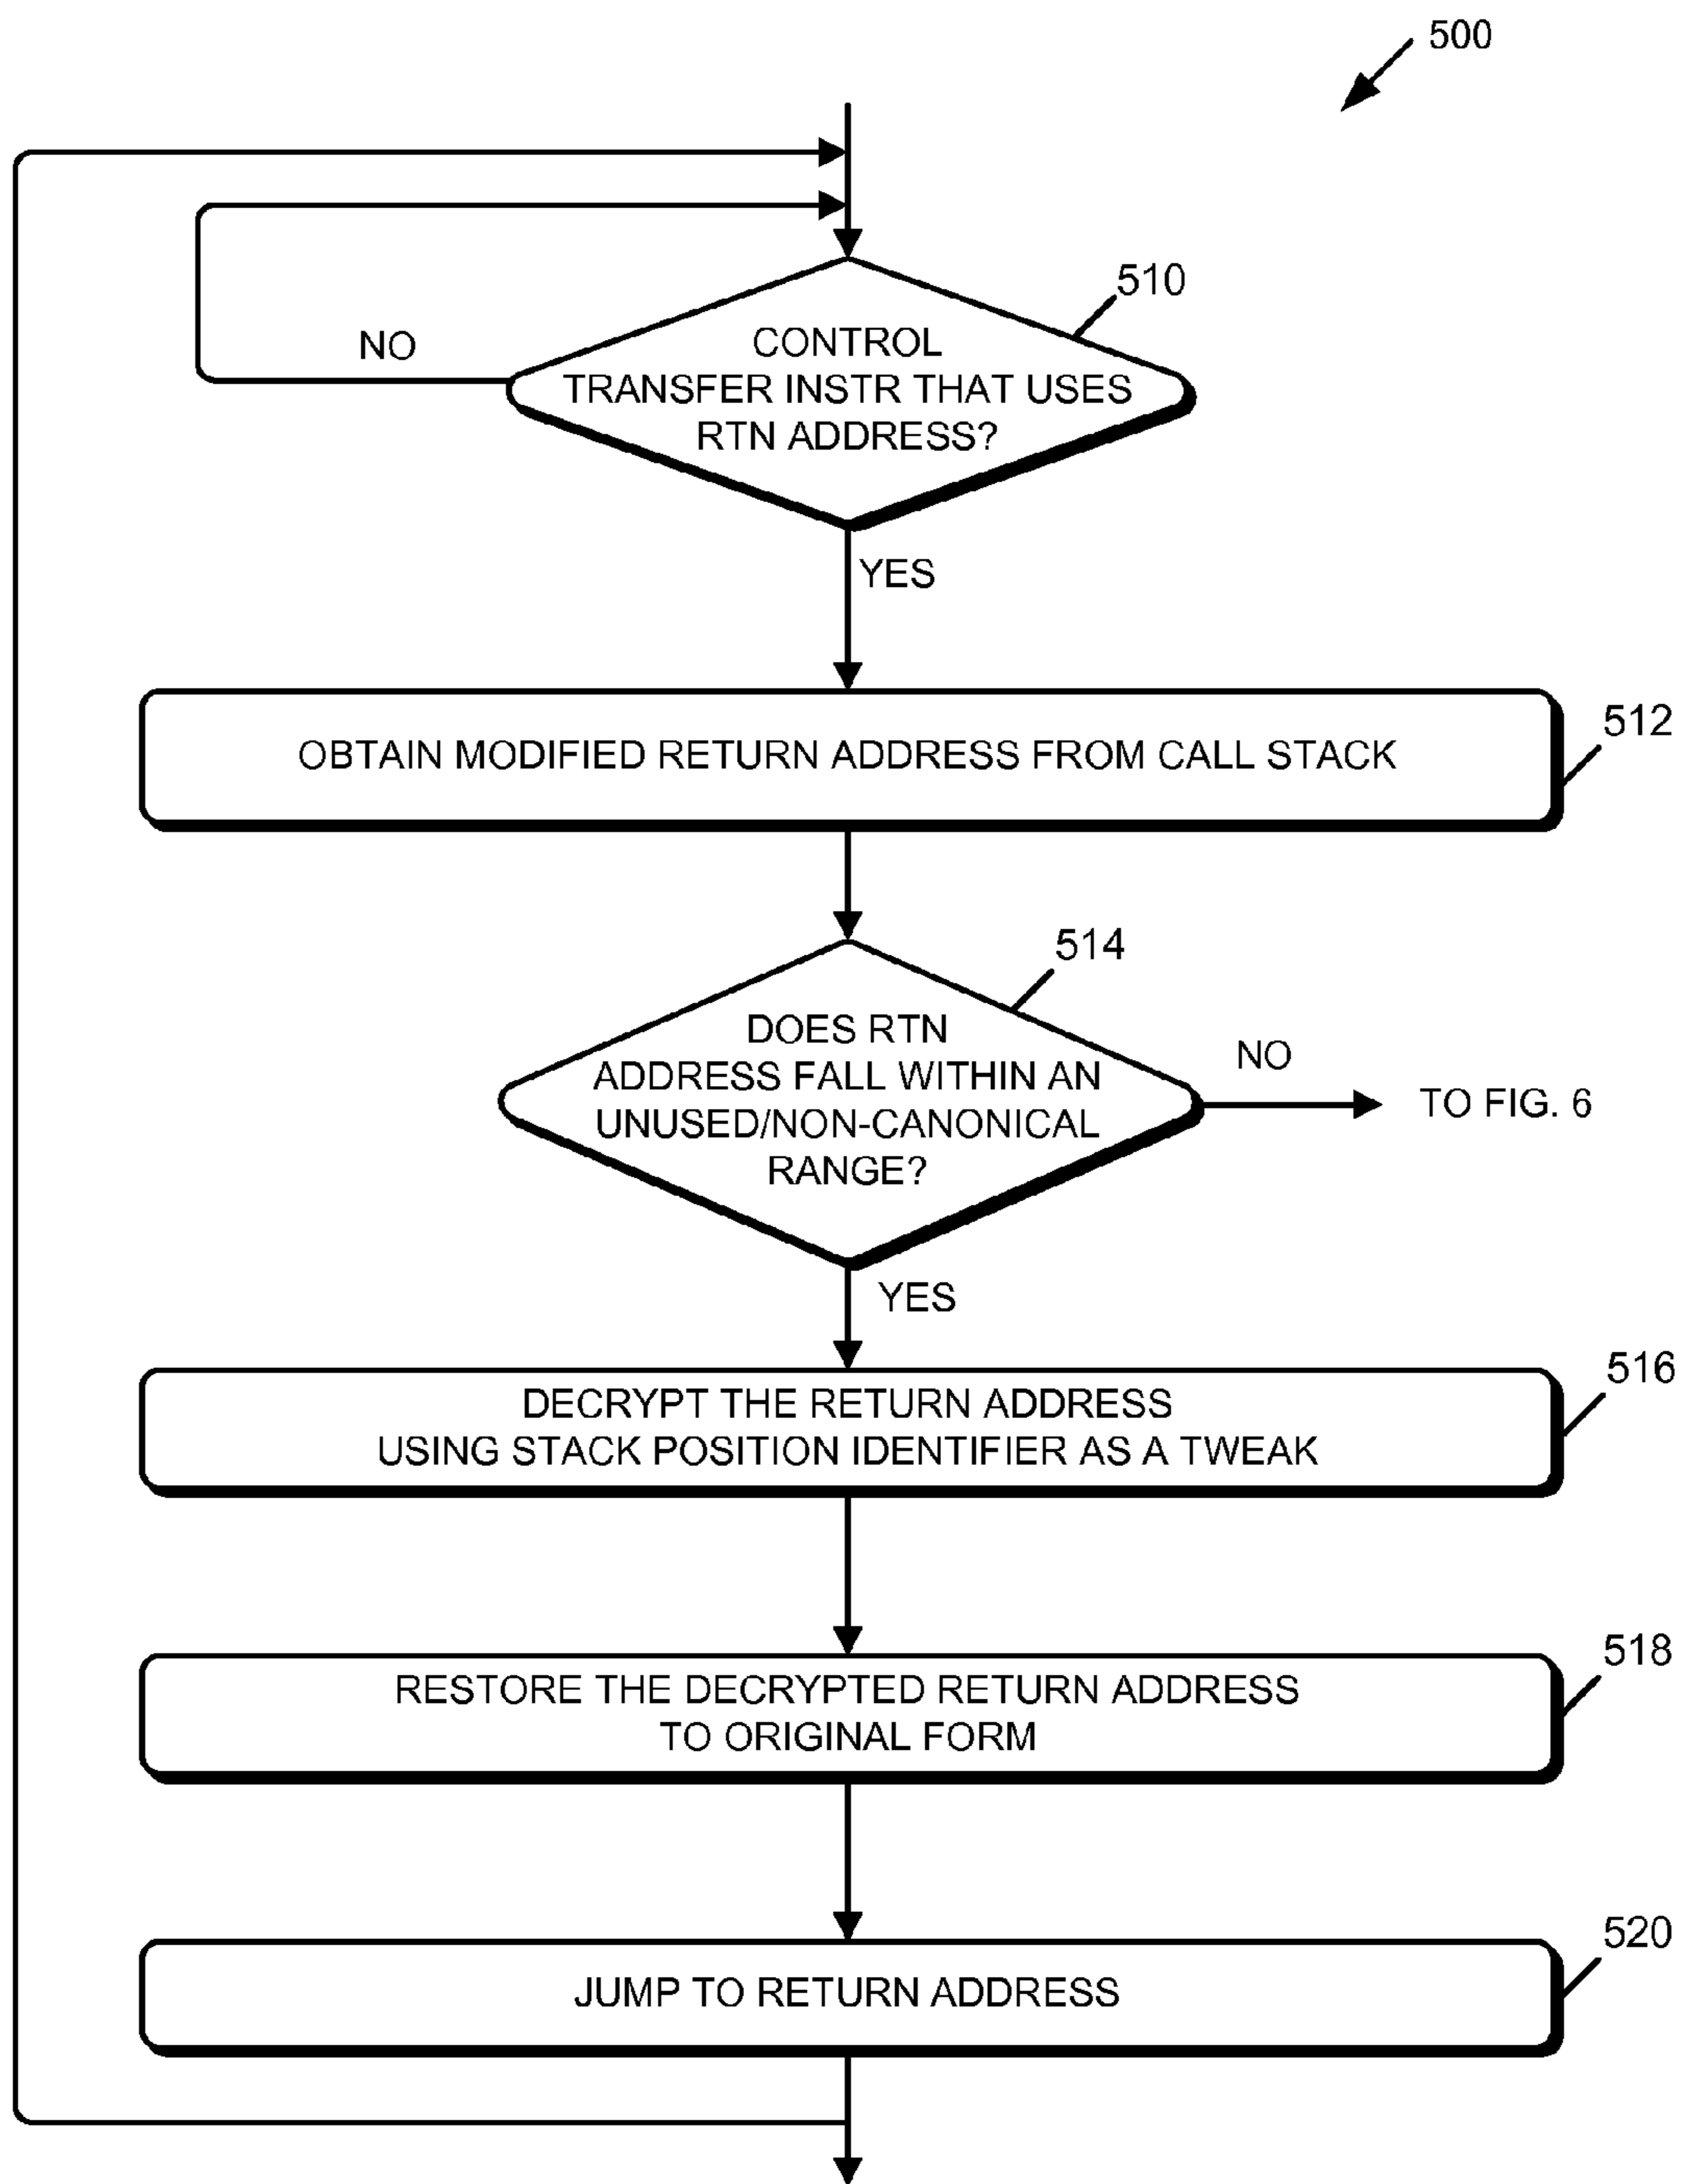 500
510
CONTROL
TRANSFER INSTR THAT USES
RTN ADDRESS?
NO
YES
512
OBTAIN MODIFIED RETURN ADDRESS FROM CALL STACK
514
DOES RTN
ADDRESS FALL WITHIN AN
UNUSED/NON-CANONICAL
RANGE?
NO
TO FIG. 6
YES
516
DECRYPT THE RETURN ADDRESS
USING STACK POSITION IDENTIFIER AS A TWEAK
518
RESTORE THE DECRYPTED RETURN ADDRESS
TO ORIGINAL FORM
520
JUMP TO RETURN ADDRESS